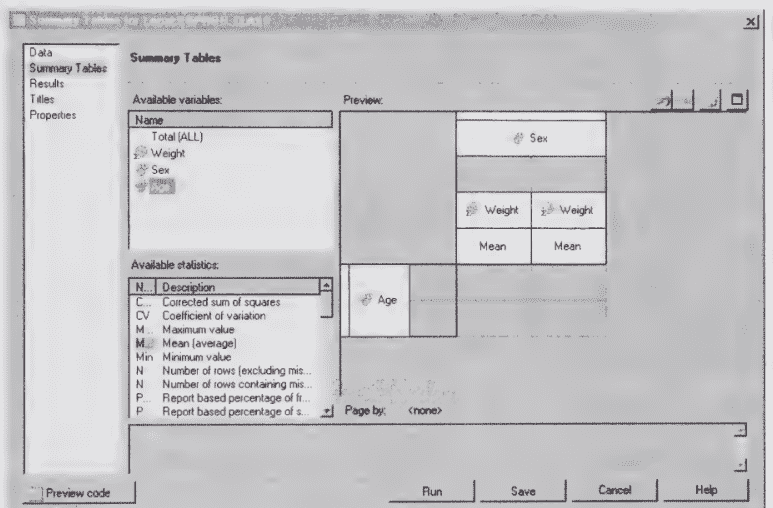 Data
Summary Tables
Results
Titles
Properties
Summary Tables
Available variables:
Name
Total (ALL)
Weight
Sex
Age
Available statistics:
N... Description
C... Corrected sum of squares
CV Coefficient of variation
M... Maximum value
M... Mean (average)
Min Minimum value
N Number of rows (excluding mis...
N Number of rows containing mis...
P... Report based percentage of fr...
P Report based percentage of s...
Preview:
Sex
Weight Weight
Mean Mean
Age
Page by: <none>
Preview code Run Save Cancel Help